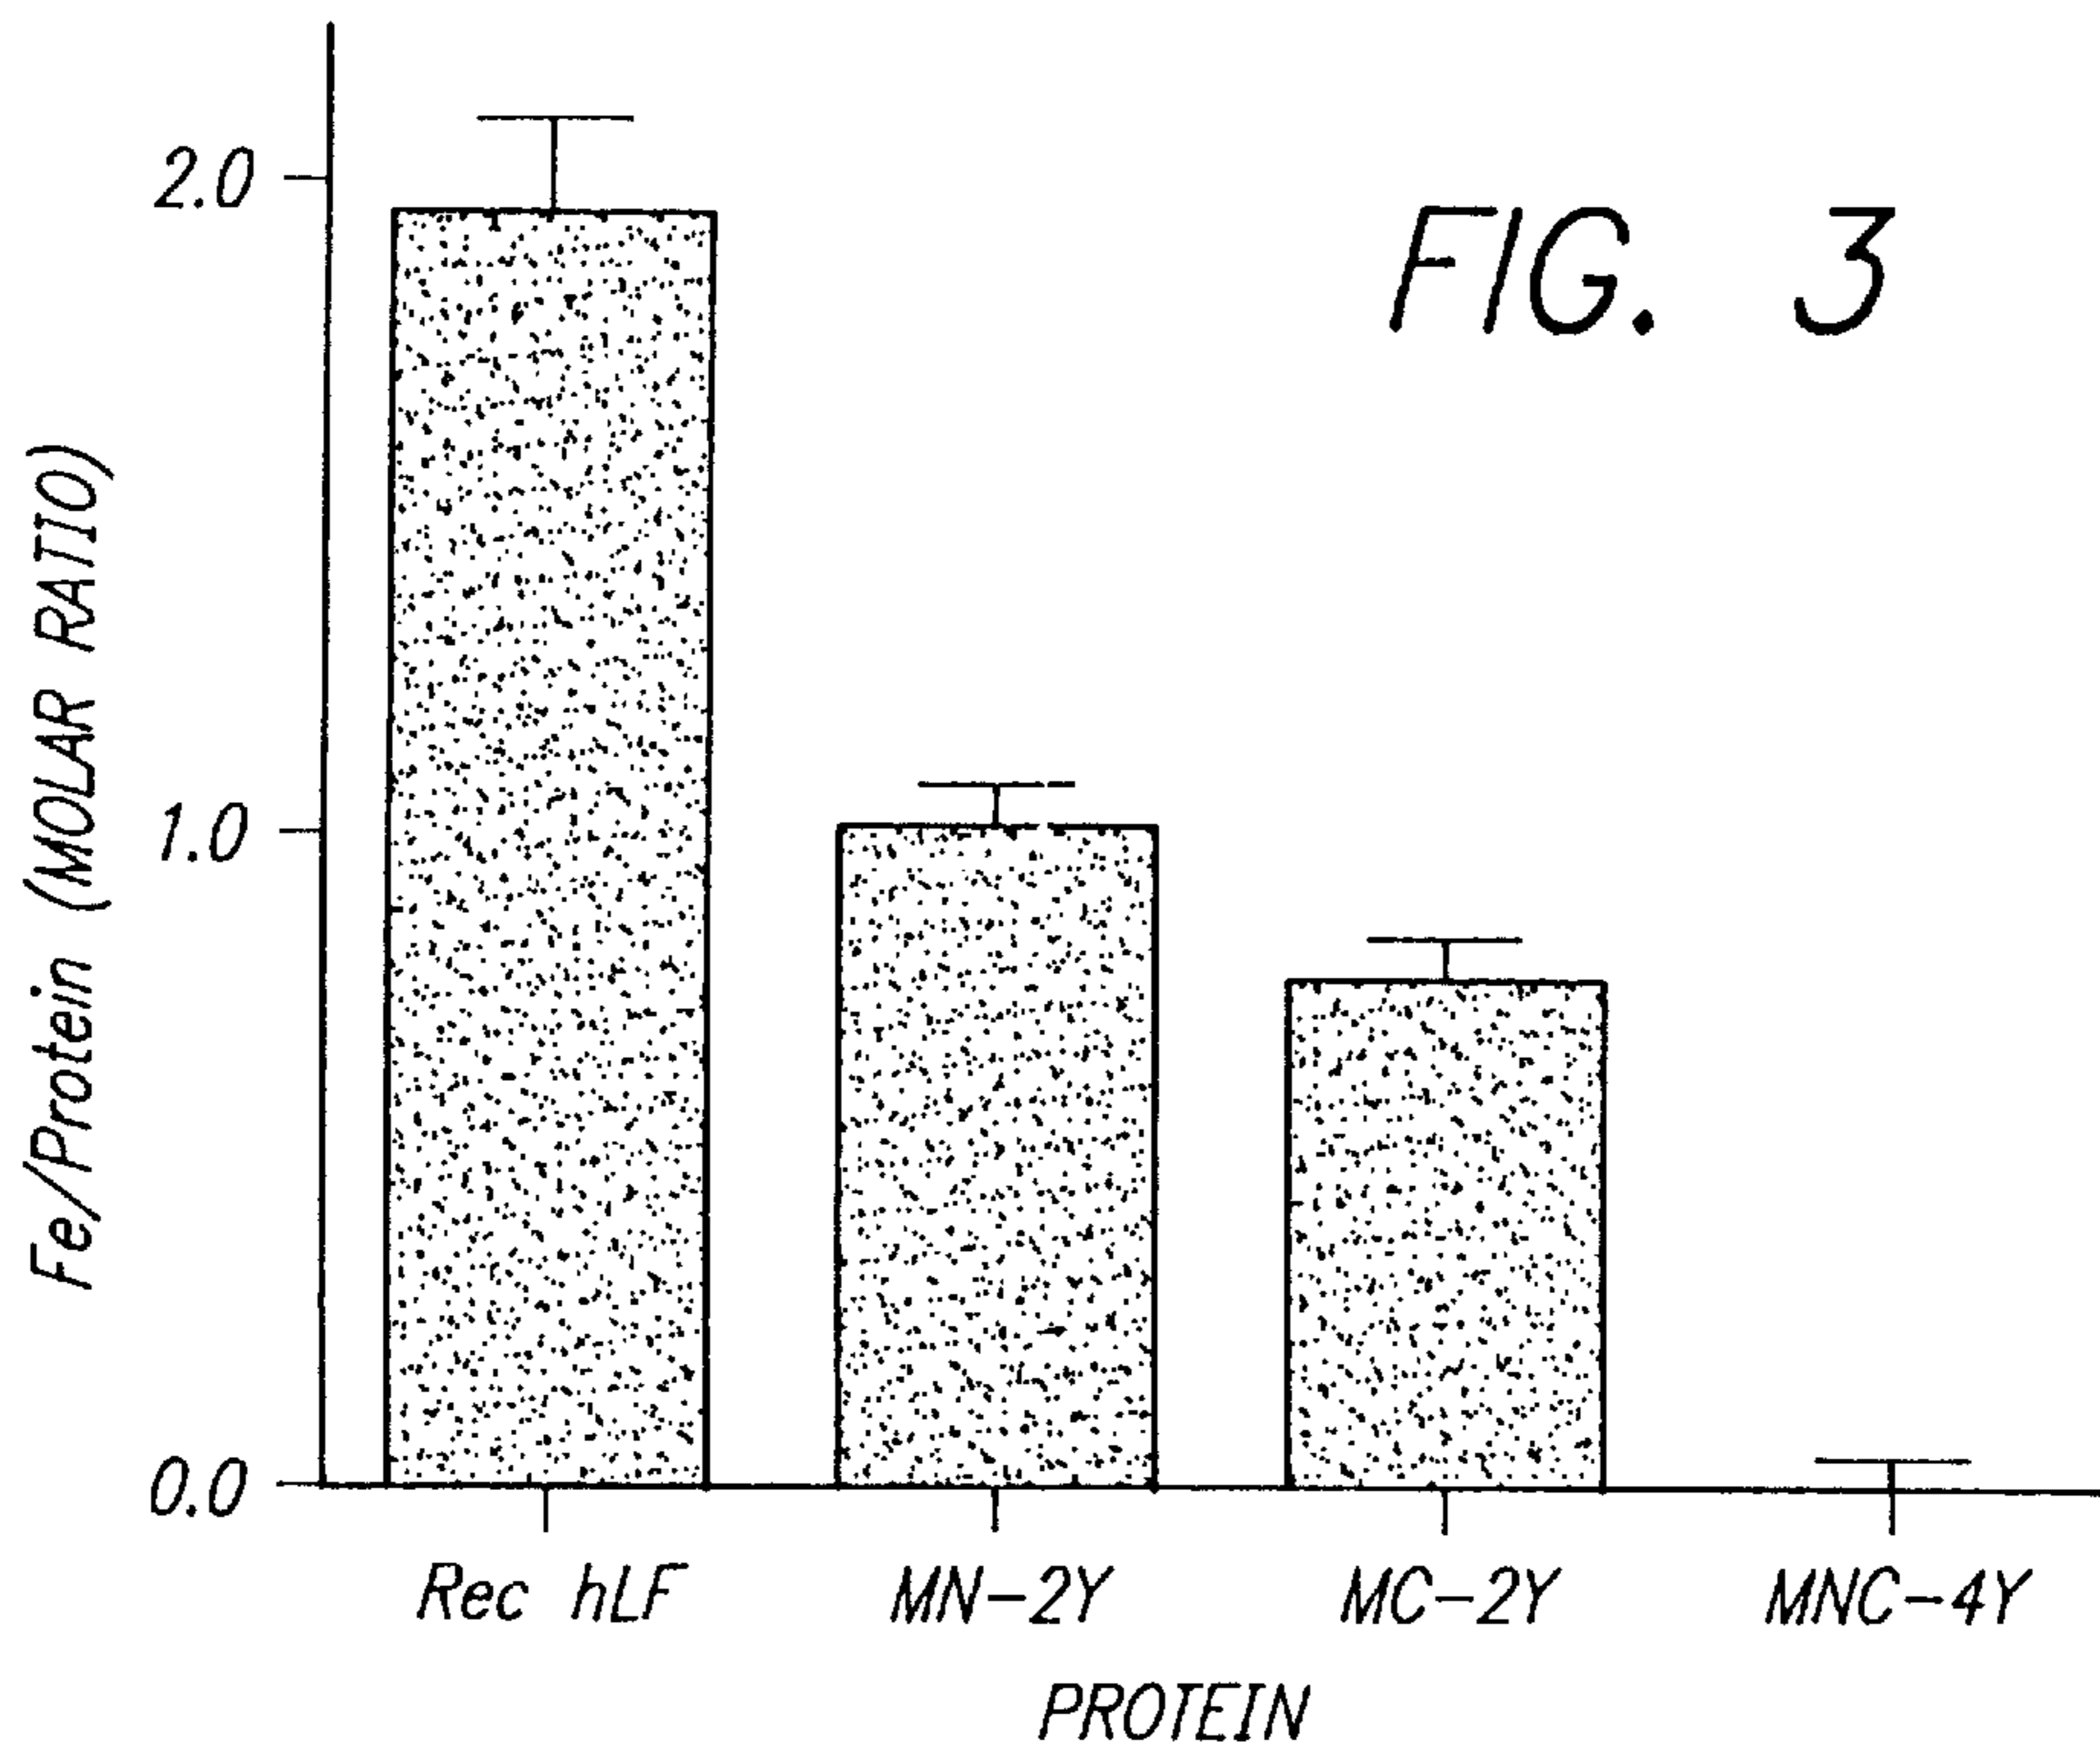 FIG. 3
Fe/Protein (MOLAR RATIO)
2.0
1.0
0.0
Rec hLF MN-2Y MC-2Y MNC-4Y
PROTEIN